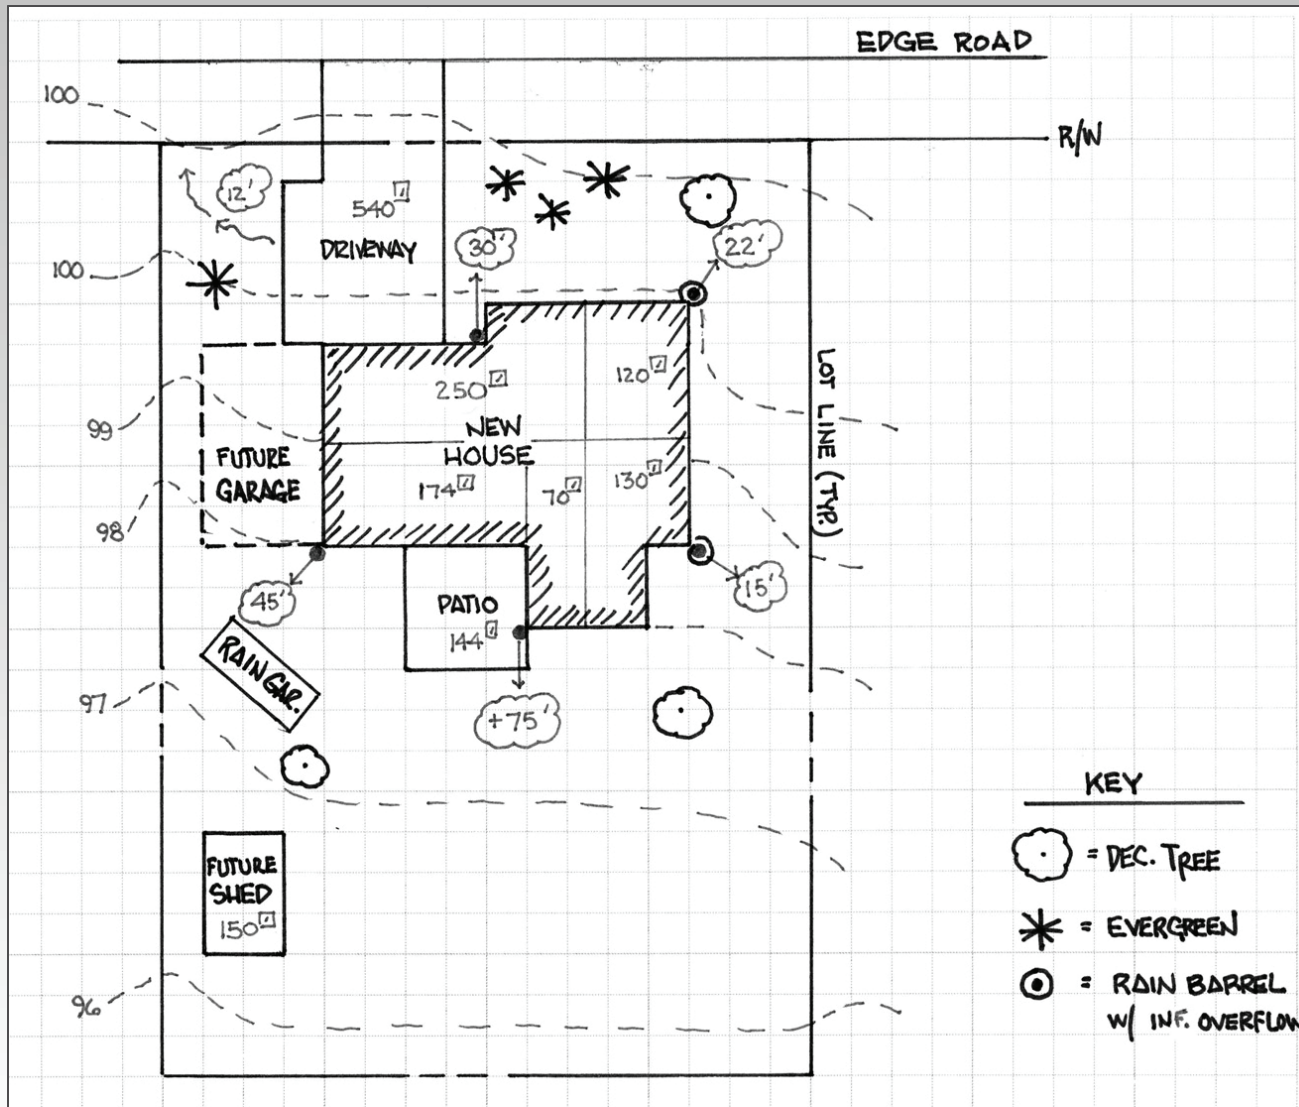 EDGE ROAD
100
R/W
12'
540
DRIVEWAY
30'
22'
100
250
120
LOT LINE (TYP.)
99
NEW
HOUSE
FUTURE
GARAGE
174
70
130
98
45'
15'
PATIO
144
RAIN GAR.
97
+75'
KEY
= DEC. TREE
FUTURE
SHED
150
= EVERGREEN
= RAIN BARREL
W/ INF. OVERFLOW
96